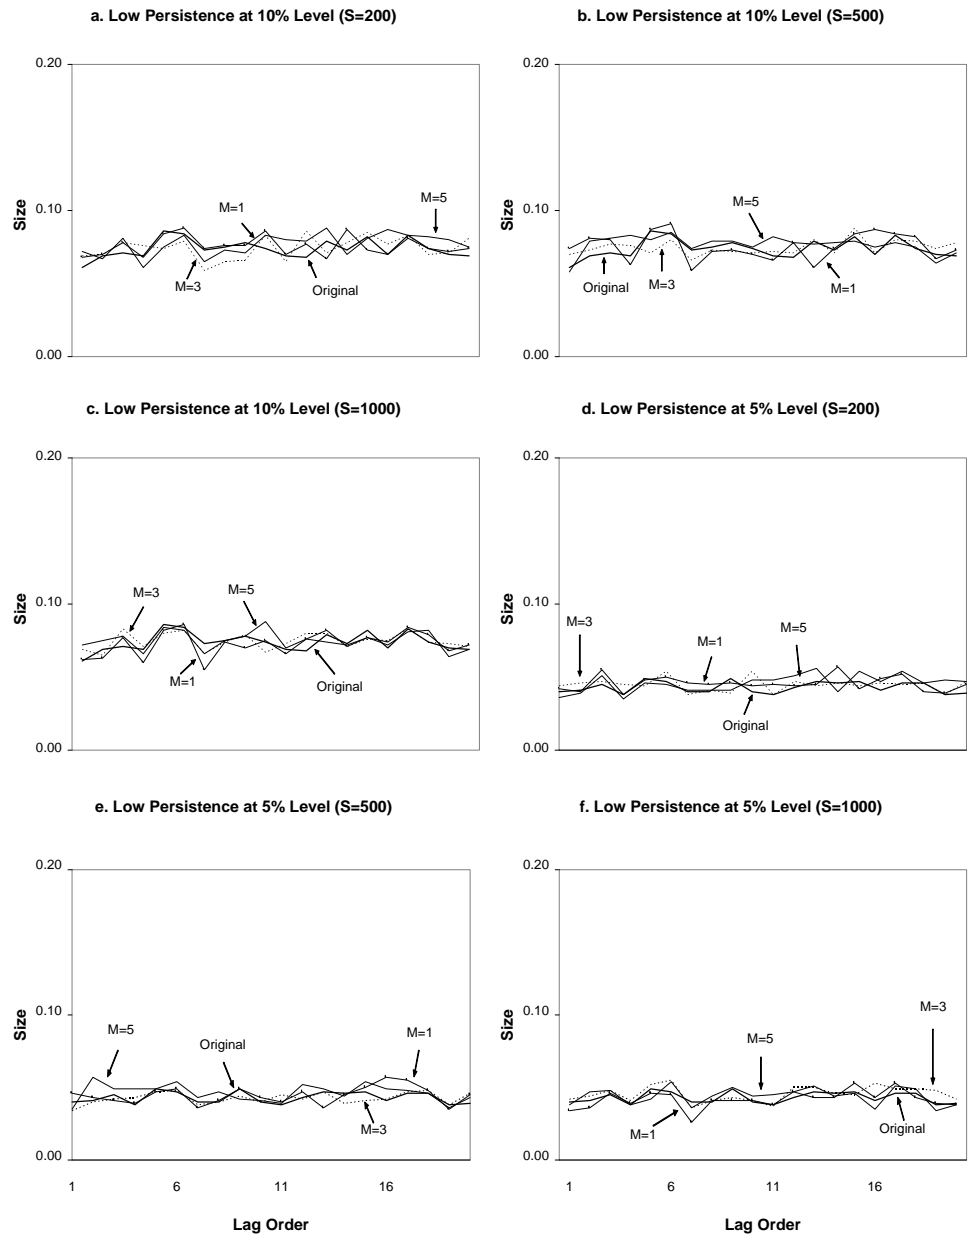 a. Low Persistence at 10% Level (S=200)
0.20
0.10
0.00
Size
M=1
M=5
M=3
Original
b. Low Persistence at 10% Level (S=500)
0.20
0.10
0.00
Size
M=5
Original
M=3
M=1
c. Low Persistence at 10% Level (S=1000)
0.20
0.10
0.00
Size
M=3
M=5
M=1
Original
d. Low Persistence at 5% Level (S=200)
0.20
0.10
0.00
Size
M=3
M=1
M=5
Original
e. Low Persistence at 5% Level (S=500)
0.20
0.10
0.00
Size
M=5
Original
M=1
M=3
1 6 11 16
Lag Order
f. Low Persistence at 5% Level (S=1000)
0.20
0.10
0.00
Size
M=3
M=5
M=1
Original
1 6 11 16
Lag Order